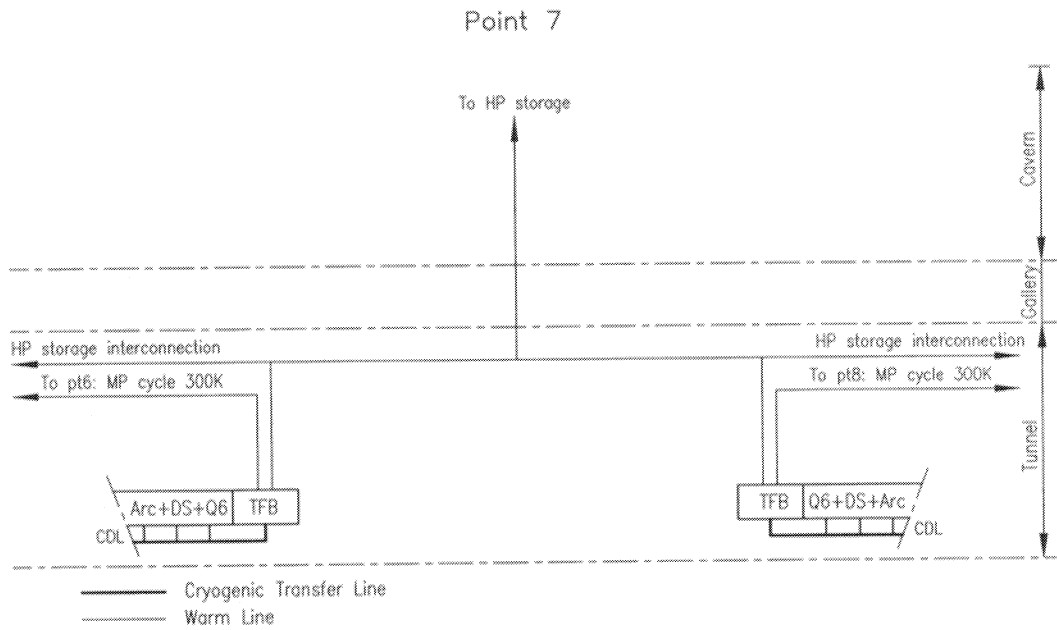 Point 7
To HP storage
Cavern
Gallery
HP storage interconnection
HP storage interconnection
To pt6: MP cycle 300K
To pt8: MP cycle 300K
Tunnel
Arc+DS+Q6 TFB
TFB Q6+DS+Arc
CDL
CDL
Cryogenic Transfer Line
Warm Line